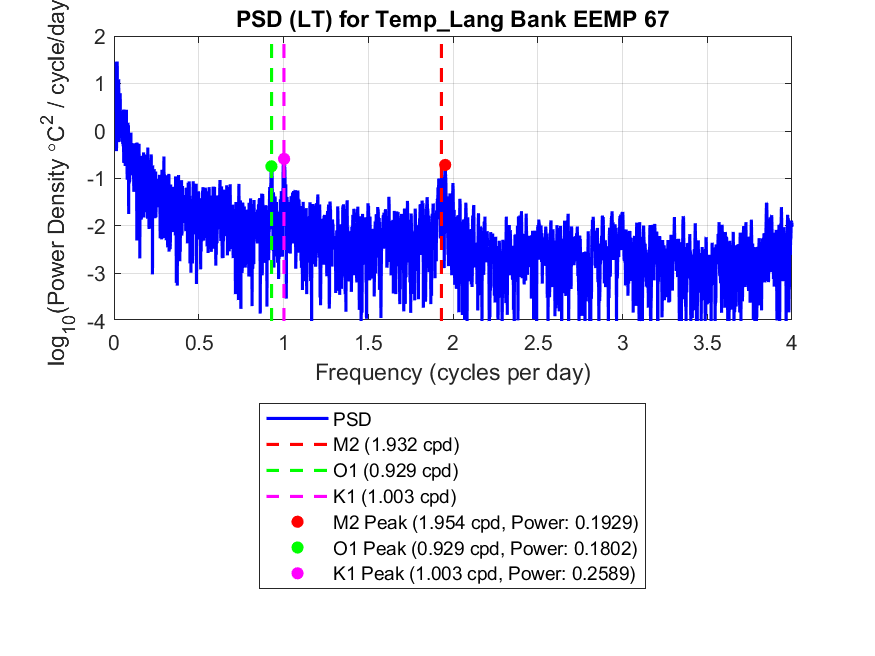 PSD (LT) for Temp_Lang Bank EEMP 67
log10(Power Density °C2 / cycle/day
2
1
0
-1
-2
-3
-4
0 0.5 1 1.5 2 2.5 3 3.5 4
Frequency (cycles per day)
PSD
M2 (1.932 cpd)
O1 (0.929 cpd)
K1 (1.003 cpd)
M2 Peak (1.954 cpd, Power: 0.1929)
O1 Peak (0.929 cpd, Power: 0.1802)
K1 Peak (1.003 cpd, Power: 0.2589)